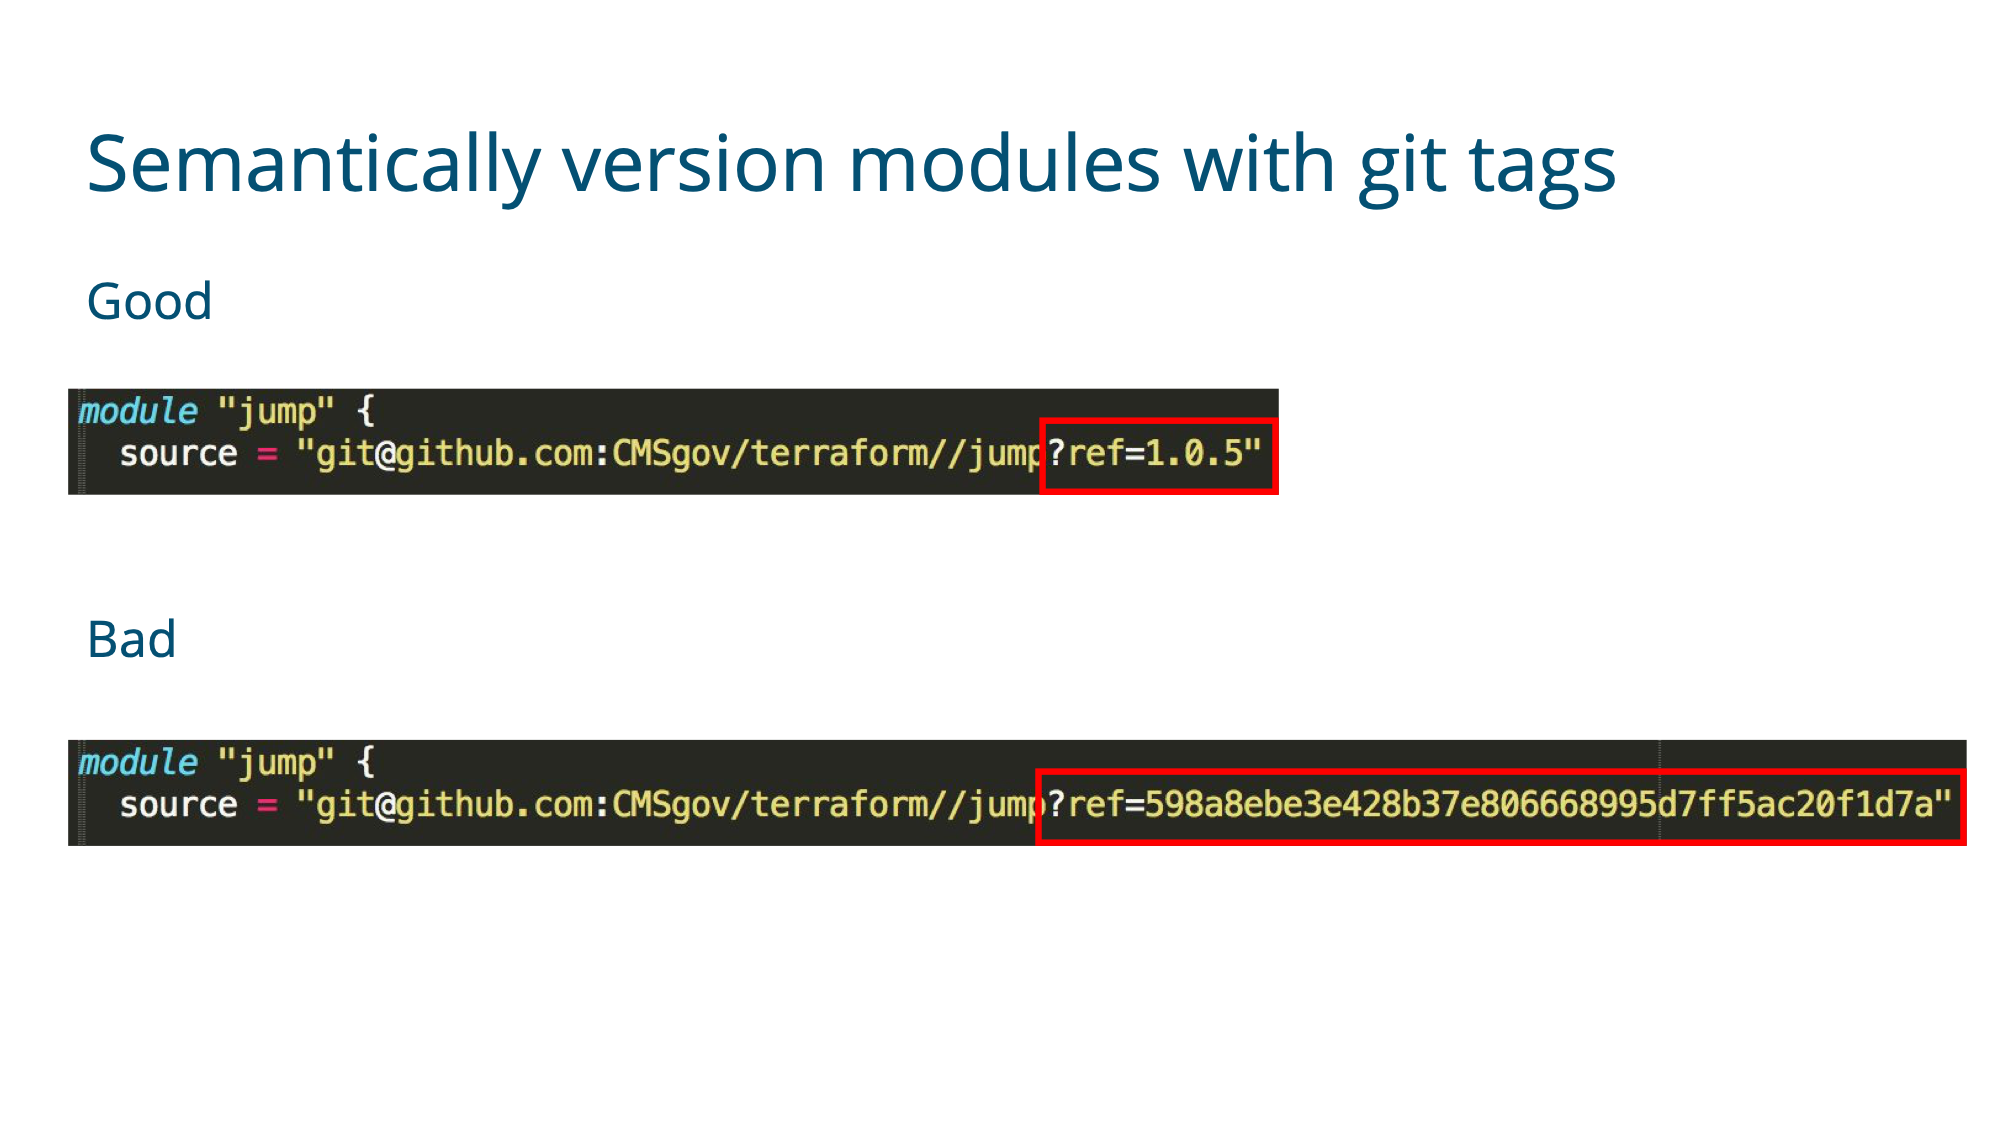 Semantically version modules with git tags
Good
module "jump" {
source = "git@github.com:CMSgov/terraform//jump?ref=1.0.5"
Bad
module "jump" {
source = "git@github.com:CMSgov/terraform//jump?ref=598a8ebe3e428b37e806668995d7ff5ac20f1d7a"